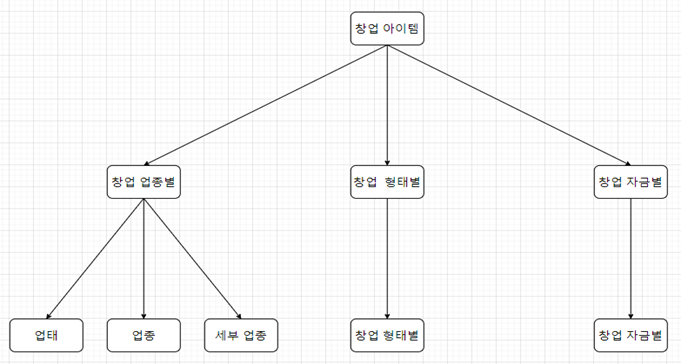 창업 아이템
창업 업종별
창업 형태별
창업 자금별
업태
업종
세부 업종
창업 형태별
창업 자금별